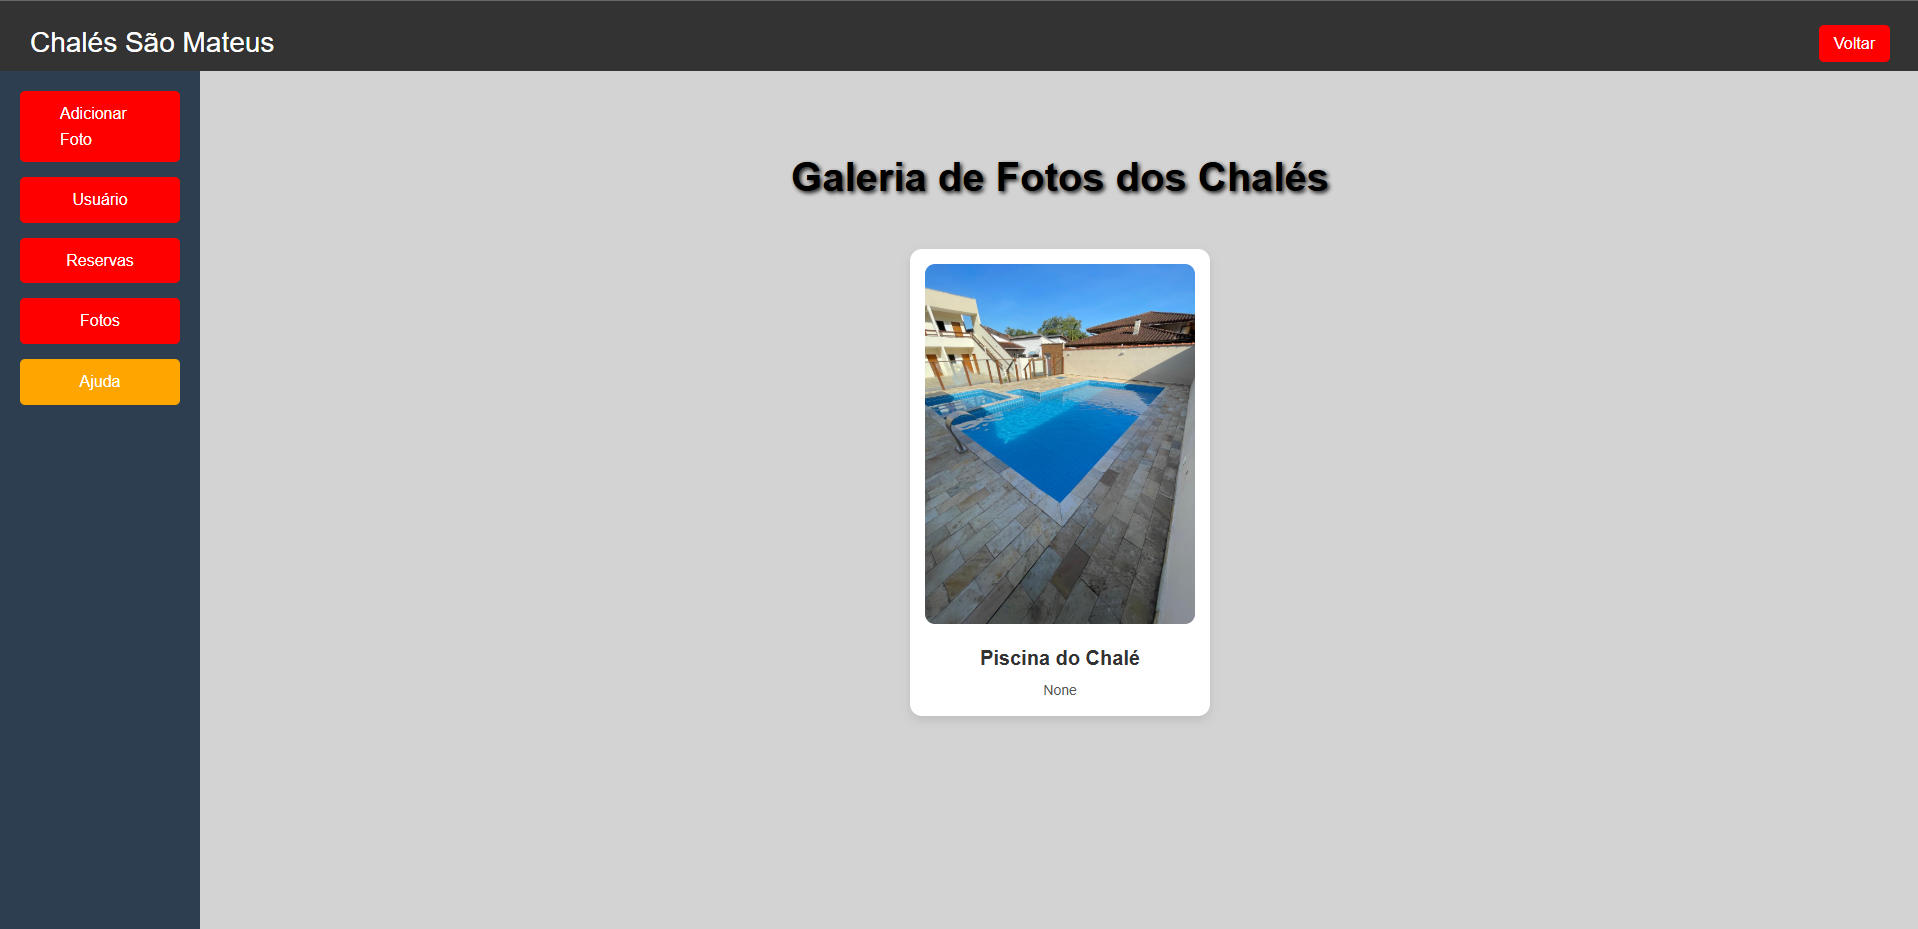 Chalés São Mateus
Voltar
Adicionar
Foto
Usuário
Reservas
Fotos
Ajuda
Galeria de Fotos dos Chalés
Piscina do Chalé
None